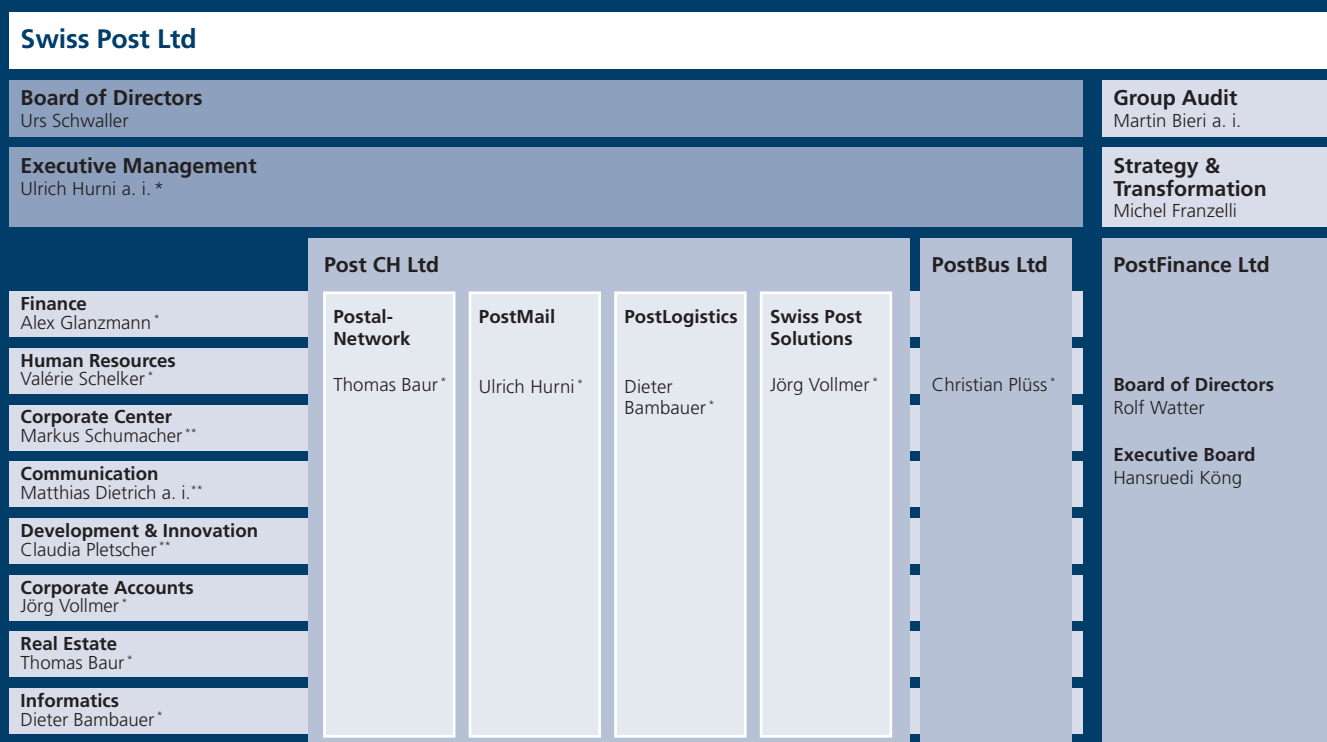 Swiss Post Ltd
Board of Directors
Urs Schwaller
Group Audit
Martin Bieri a. i.
Executive Management
Ulrich Hurni a. i. *
Strategy &
Transformation
Michel Franzelli
Post CH Ltd
PostBus Ltd
PostFinance Ltd
Finance
Alex Glanzmann *
Human Resources
Valérie Schelker *
Corporate Center
Markus Schumacher **
Communication
Matthias Dietrich a. i. **
Development & Innovation
Claudia Pletscher **
Corporate Accounts
Jörg Vollmer *
Real Estate
Thomas Baur *
Informatics
Dieter Bambauer *
Postal-
Network
Thomas Baur *
PostMail
Ulrich Hurni *
PostLogistics
Dieter
Bambauer *
Swiss Post
Solutions
Jörg Vollmer *
Christian Plüss *
Board of Directors
Rolf Watter
Executive Board
Hansruedi Köng